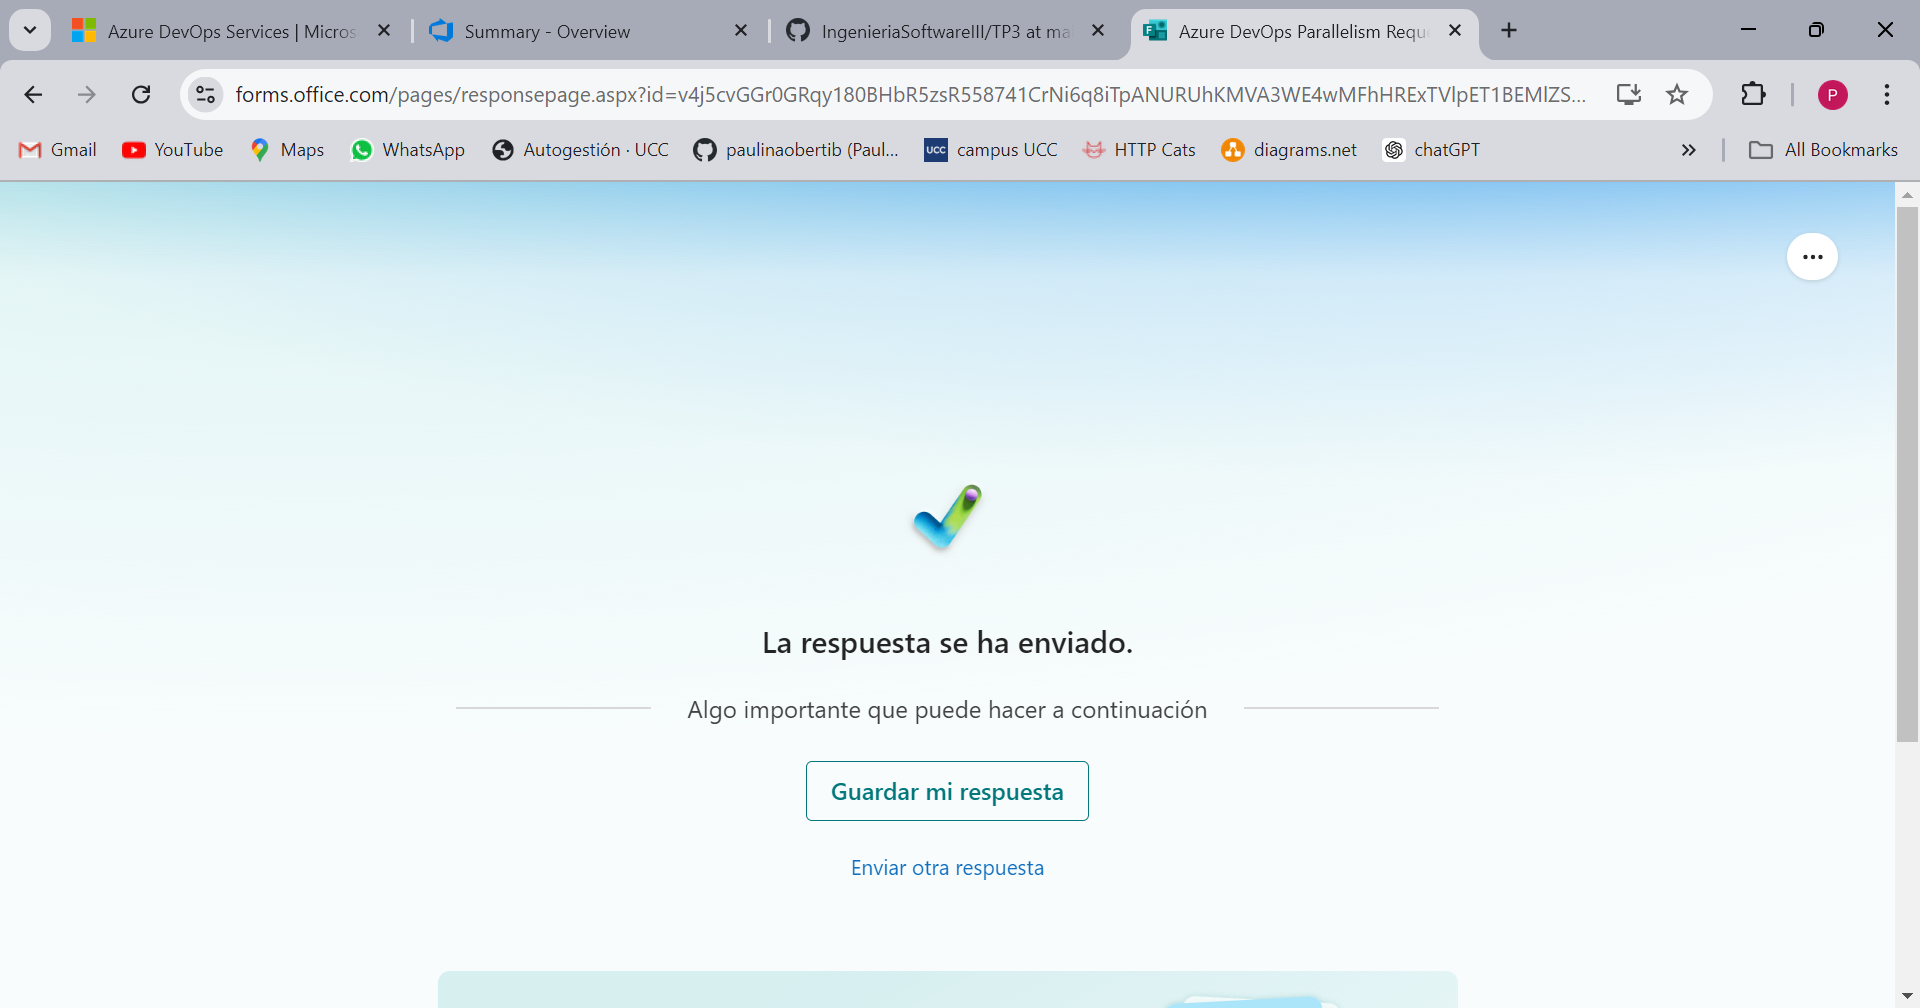 Azure DevOps Services | Micros
Summary - Overview
IngenieriaSoftwareIII/TP3 at ma
Azure DevOps Parallelism Reque
forms.office.com/pages/responsepage.aspx?id=v4j5cvGGr0GRqy180BHbR5zsR558741CrNi6q8iTpANURUhKMVA3WE4wMFhHRExTVlpET1BEMlZS...
P
Gmail
YouTube
Maps
WhatsApp
Autogestión · UCC
paulinaobertib (Paul...
UCC
campus UCC
HTTP Cats
diagrams.net
chatGPT
All Bookmarks
La respuesta se ha enviado.
Algo importante que puede hacer a continuación
Guardar mi respuesta
Enviar otra respuesta